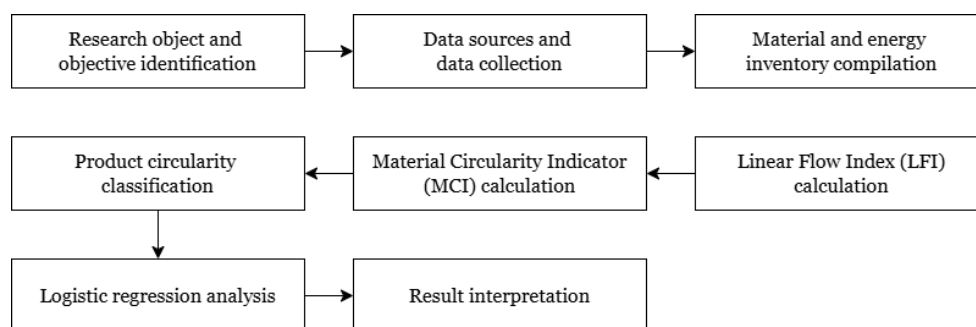 Research object and
objective identification
Data sources and
data collection
Material and energy
inventory compilation
Product circularity
classification
Material Circularity Indicator
(MCI) calculation
Linear Flow Index (LFI)
calculation
Logistic regression analysis
Result interpretation